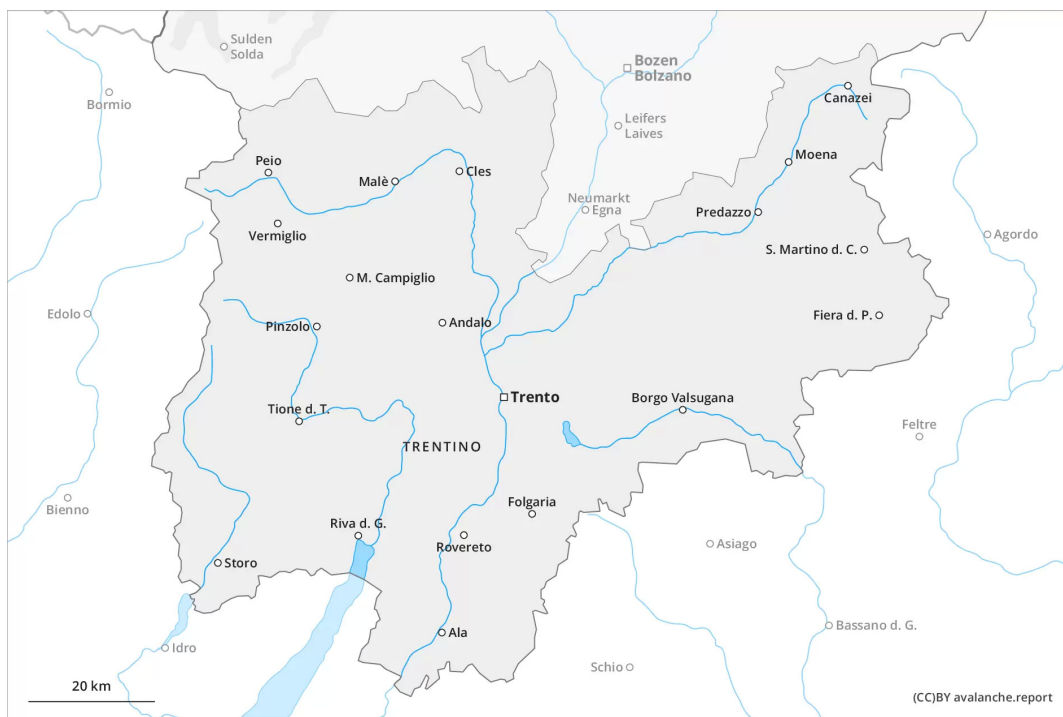 Sulden
Solda
Bozen
Bolzano
Bormio
Canazei
Leifers
Laives
Moena
Peio
Cles
Malè
Neumarkt
Egna
Predazzo
Vermiglio
Agordo
S. Martino d. C.
M. Campiglio
Edolo
Fiera d. P.
Pinzolo
Andalo
Trento
Borgo Valsugana
Tione d. T.
Feltre
TRENTINO
Bienno
Folgaria
Riva d. G.
Rovereto
Asiago
Storo
Bassano d. G.
Ala
Idro
Schio
20 km
(CC)BY avalanche.report